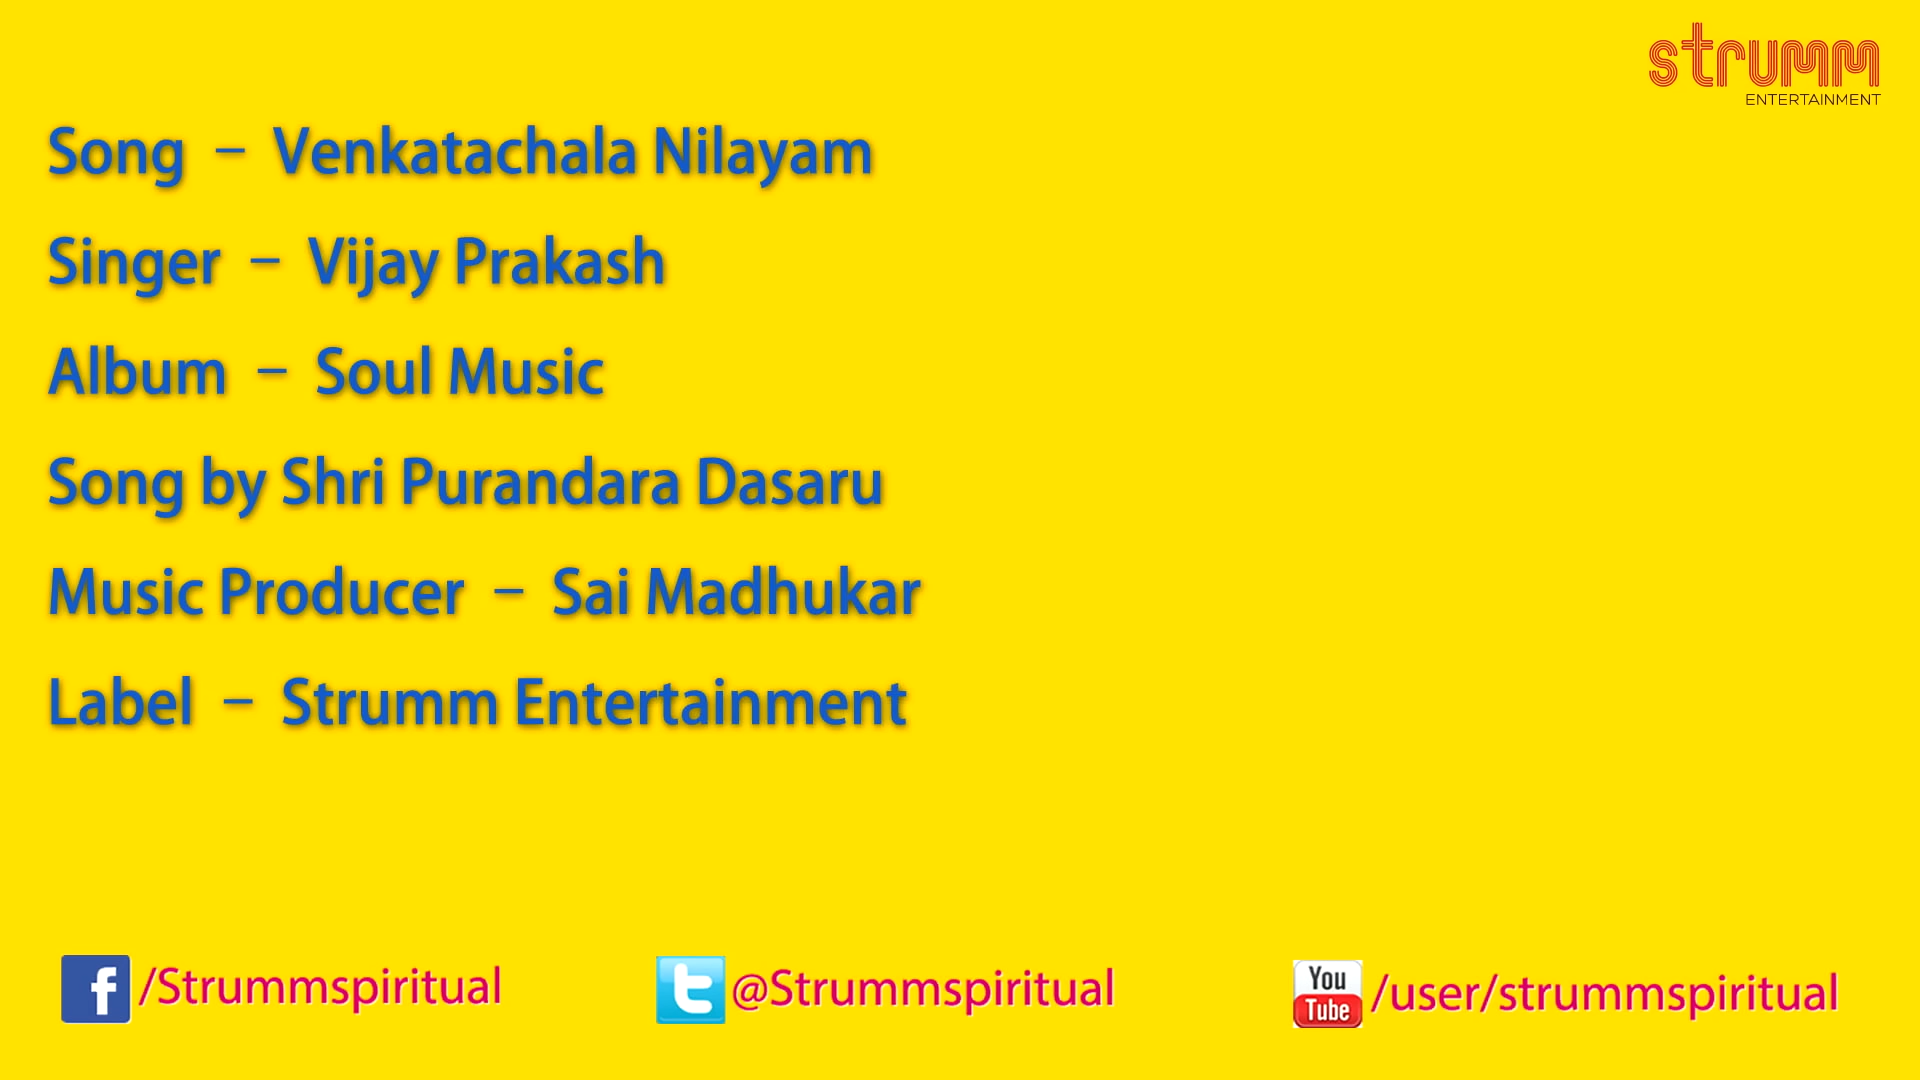 strumm
ENTERTAINMENT
Song – Venkatachala Nilayam
Singer – Vijay Prakash
Album – Soul Music
Song by Shri Purandara Dasaru
Music Producer – Sai Madhukar
Label – Strumm Entertainment
f /Strummspiritual
t @Strummspiritual
You Tube /user/strummspiritual